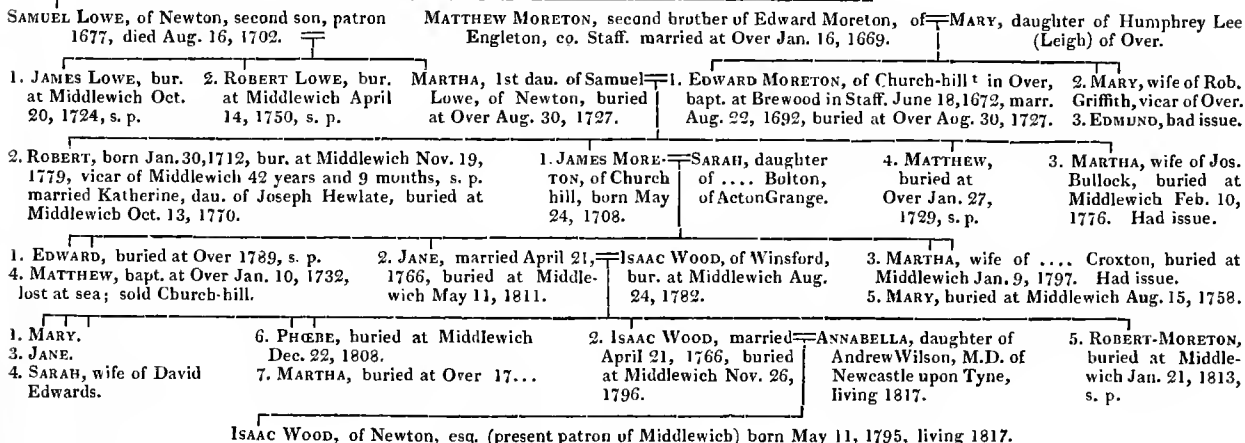 SAMUEL LOWE, of Newton, second son, patron
1677, died Aug. 16, 1702.
MATTHEW MORETON, second bruther of Edward Moreton, of
Engleton, co. Staff. married at Over Jan. 16, 1669.
MARY, daughter of Humphrey Lee
(Leigh) of Over.
1. JAMES LOWE, bur.
at Middlewich Oct.
20, 1724, s. p.
2. ROBERT LOWE, bur.
at Middlewich April
14, 1750, s. p.
MARTHA, 1st dau. of Samuel
Lowe, of Newton, buried
at Over Aug. 30, 1727.
1. EDWARD MORETON, of Church-hill t in Over,
bapt. at Brewood in Staff. June 18, 1672, marr.
Aug. 22, 1692, buried at Over Aug. 30, 1727.
2. MARY, wife of Rob.
Griffith, vicar of Over.
3. EDMUND, bad issue.
2. ROBERT, born Jan. 30, 1712, bur. at Middlewich Nov. 19,
1779, vicar of Middlewich 42 years and 9 months, s. p.
married Katherine, dau. of Joseph Hewlate, buried at
Middlewich Oct. 13, 1770.
1. JAMES MORE-
TON, of Church
hill, born May
24, 1708.
SARAH, daughter
of .... Bolton,
of Acton Grange.
4. MATTHEW,
buried at
Over Jan. 27,
1729, s. p.
3. MARTHA, wife of Jos.
Bullock, buried at
Middlewich Feb. 10,
1776. Had issue.
1. EDWARD, buried at Over 1789, s. p.
4. MATTHEW, bapt. at Over Jan. 10, 1732,
lost at sea; sold Church-hill.
2. JANE, married April 21,
1766, buried at Middle-
wich May 11, 1811.
ISAAC WOOD, of Winsford,
bur. at Middlewich Aug.
24, 1782.
3. MARTHA, wife of .... Croxton, buried at
Middlewich Jan. 9, 1797. Had issue.
5. MARY, buried at Middlewich Aug. 15, 1758.
1. MARY.
3. JANE.
4. SARAH, wife of David
Edwards.
6. PHŒBE, buried at Middlewich
Dec. 22, 1808.
7. MARTHA, buried at Over 17...
2. ISAAC WOOD, married
April 21, 1766, buried
at Middlewich Nov. 26,
1796.
ANNABELLA, daughter of
Andrew Wilson, M.D. of
Newcastle upon Tyne,
living 1817.
5. ROBERT-MORETON,
buried at Middle-
wich Jan. 21, 1813,
s. p.
ISAAC WOOD, of Newton, esq. (present patron of Middlewich) born May 11, 1795, living 1817.